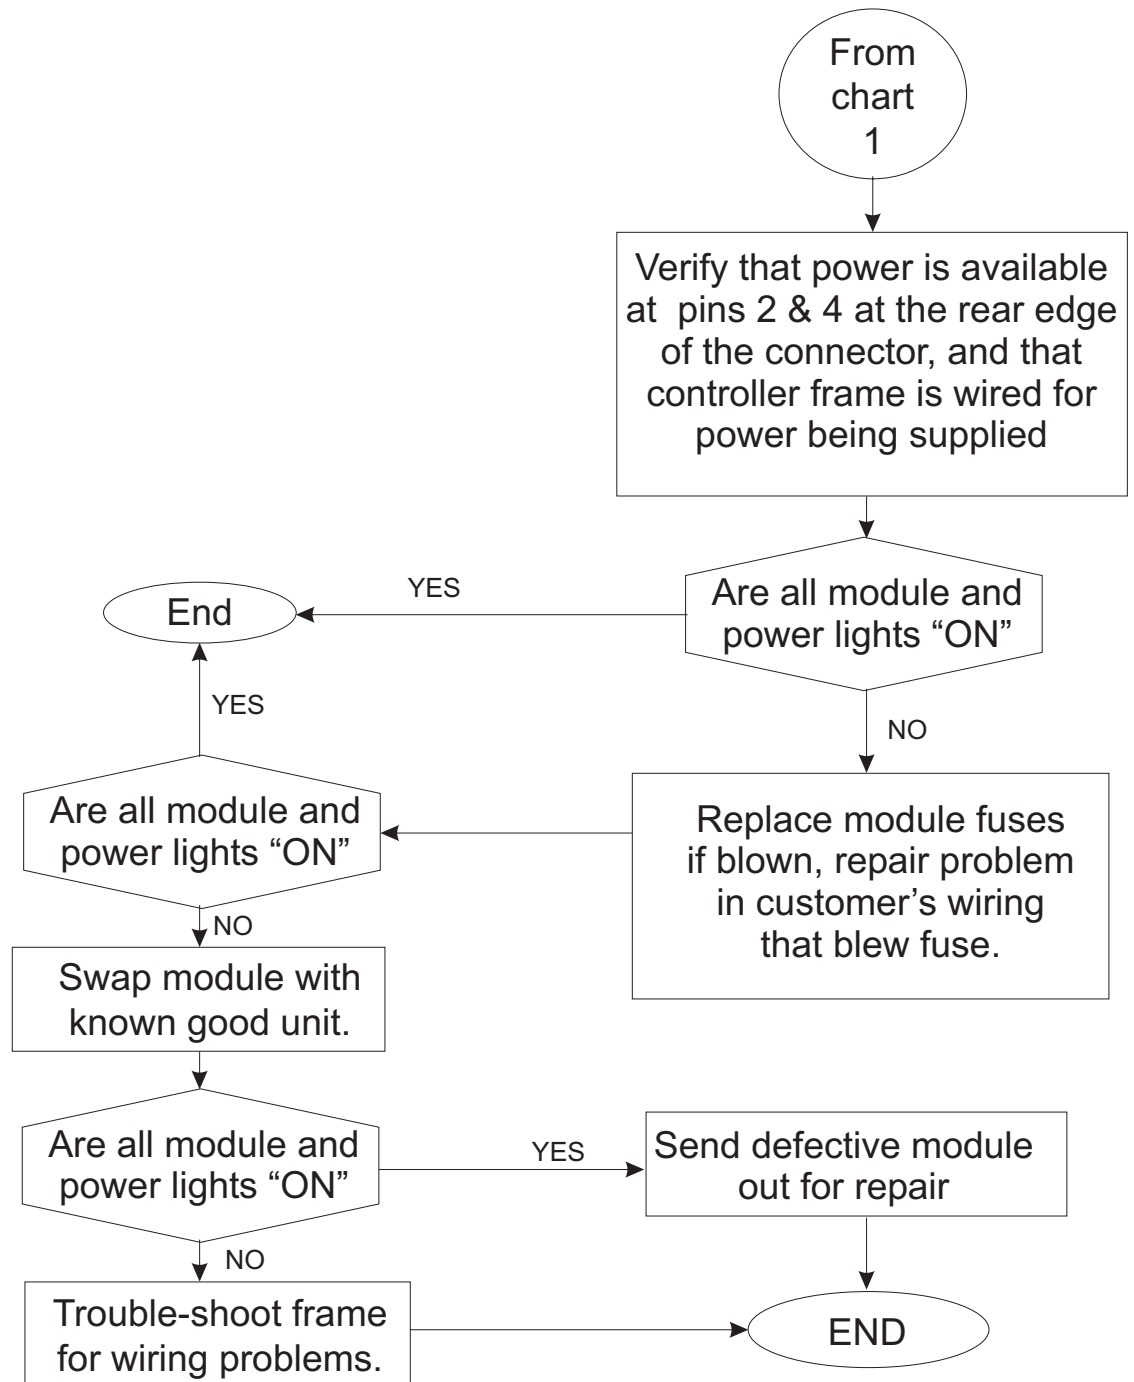 From
chart
1
Verify that power is available
at  pins 2 & 4 at the rear edge
of the connector, and that
controller frame is wired for
power being supplied
Are all module and
power lights “ON”
YES
End
NO
Replace module fuses
if blown, repair problem
in customer’s wiring
that blew fuse.
Are all module and
power lights “ON”
YES
NO
Swap module with
known good unit.
Are all module and
power lights “ON”
YES
Send defective module
out for repair
NO
Trouble-shoot frame
for wiring problems.
END